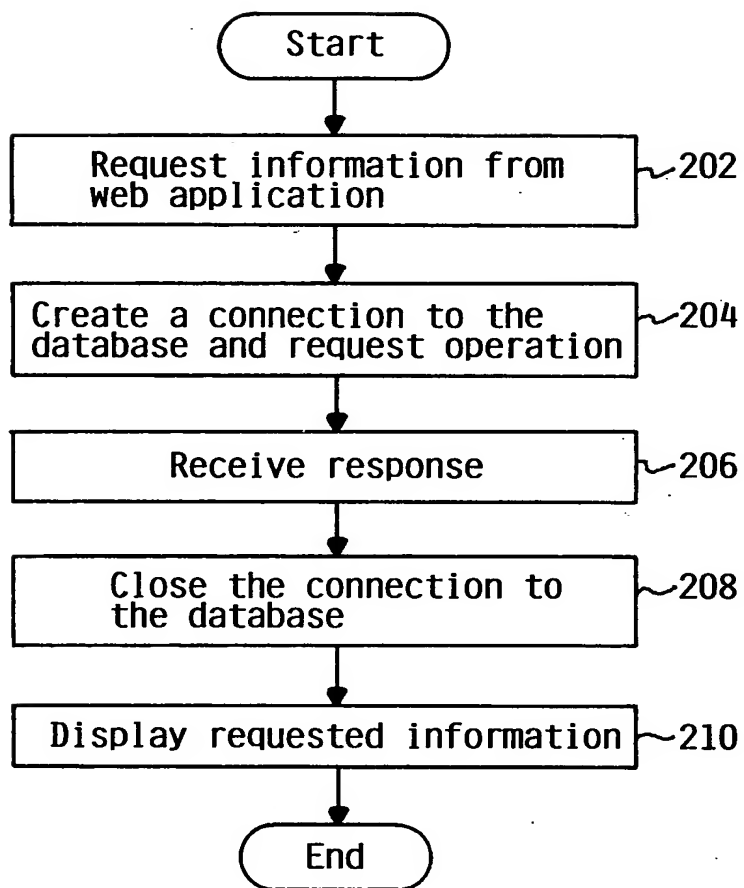 Start
Request information from
web application
202
Create a connection to the
database and request operation
204
Receive response
206
Close the connection to
the database
208
Display requested information
210
End